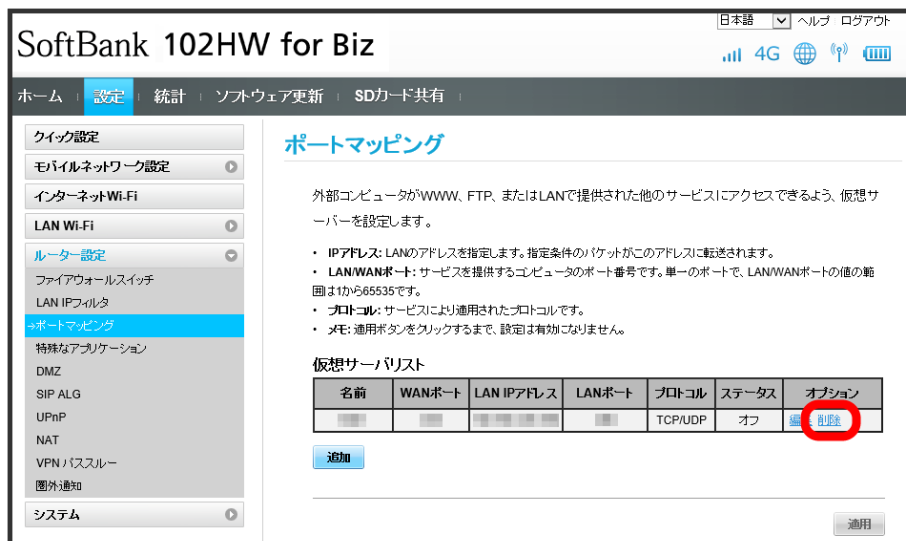 日本語 ヘルプ ログアウト
SoftBank 102HW for Biz
4G
ホーム 設定 統計 ソフトウェア更新 SDカード共有
クイック設定
モバイルネットワーク設定
インターネットWi-Fi
LAN Wi-Fi
ルーター設定
ファイアウォールスイッチ
LAN IPフィルタ
→ポートマッピング
特殊なアプリケーション
DMZ
SIP ALG
UPnP
NAT
VPN パススルー
圏外通知
システム
ポートマッピング
外部コンピュータがWWW、FTP、またはLANで提供された他のサービスにアクセスできるよう、仮想サ
ーバーを設定します。
・ IPアドレス: LANのアドレスを指定します。指定条件のパケットがこのアドレスに転送されます。
・ LAN/WANポート: サービスを提供するコンピュータのポート番号です。単一のポートで、LAN/WANポートの値の範
囲は1から65535です。
・ プロトコル: サービスにより適用されたプロトコルです。
・ メモ: 適用ボタンをクリックするまで、設定は有効になりません。
仮想サーバリスト
名前 WANポート LAN IPアドレス LANポート プロトコル ステータス オプション
TCP/UDP オフ 編集 削除
追加
適用